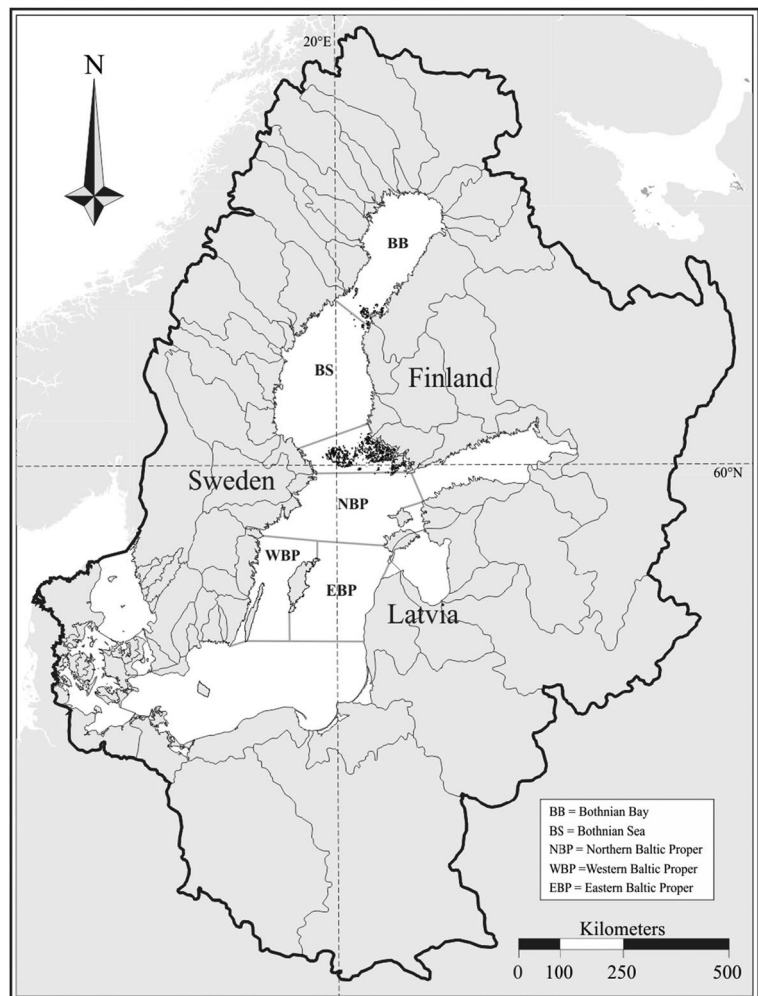 20°E
N
BB
BS
Finland
Sweden
60°N
NBP
WBP
EBP
Latvia
BB = Bothnian Bay
BS = Bothnian Sea
NBP = Northern Baltic Proper
WBP =Western Baltic Proper
EBP = Eastern Baltic Proper
Kilometers
0 100 250 500